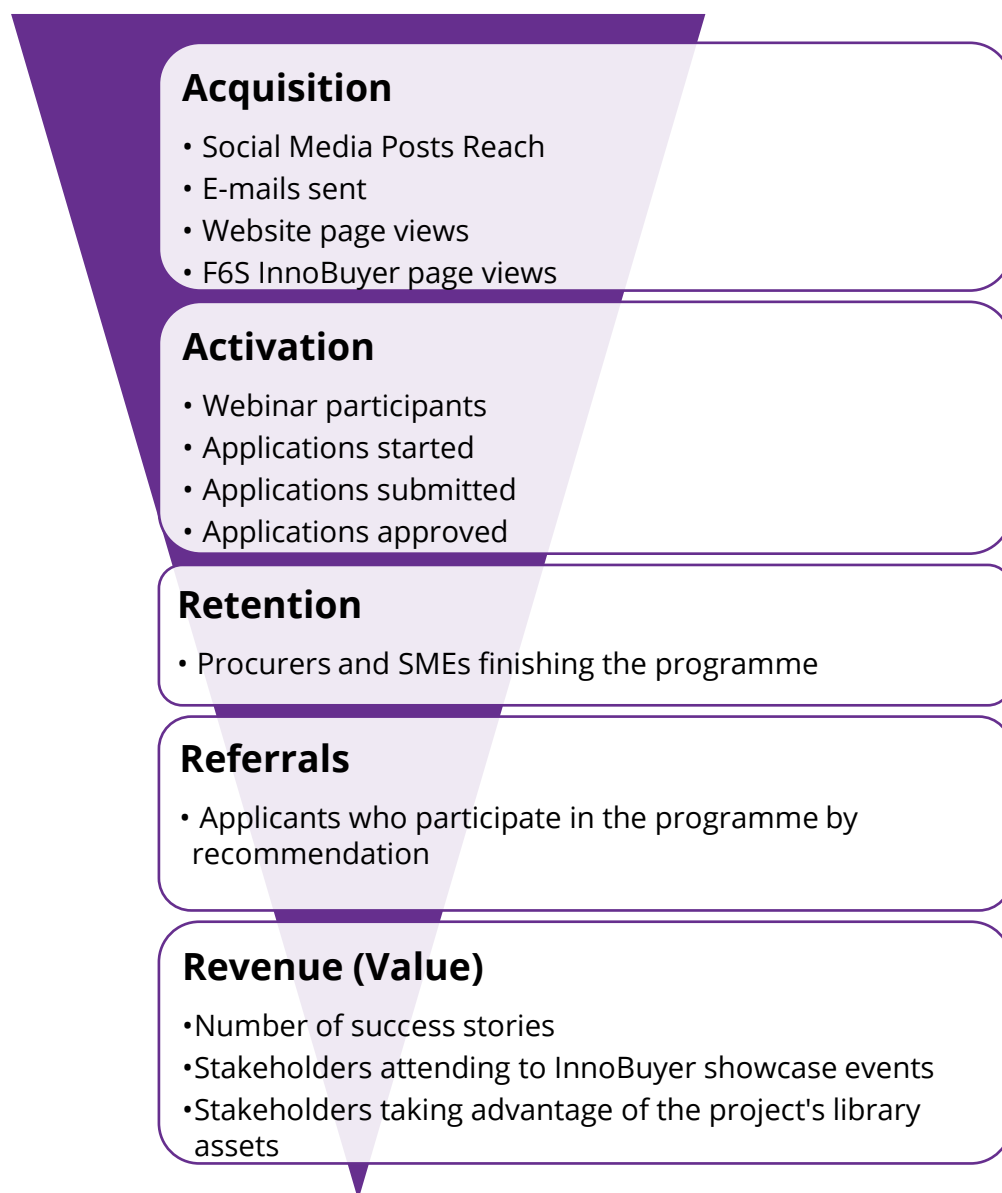 Acquisition
• Social Media Posts Reach
• E-mails sent
• Website page views
• F6S InnoBuyer page views
Activation
• Webinar participants
• Applications started
• Applications submitted
• Applications approved
Retention
• Procurers and SMEs finishing the programme
Referrals
• Applicants who participate in the programme by
recommendation
Revenue (Value)
•Number of success stories
•Stakeholders attending to InnoBuyer showcase events
•Stakeholders taking advantage of the project's library
assets